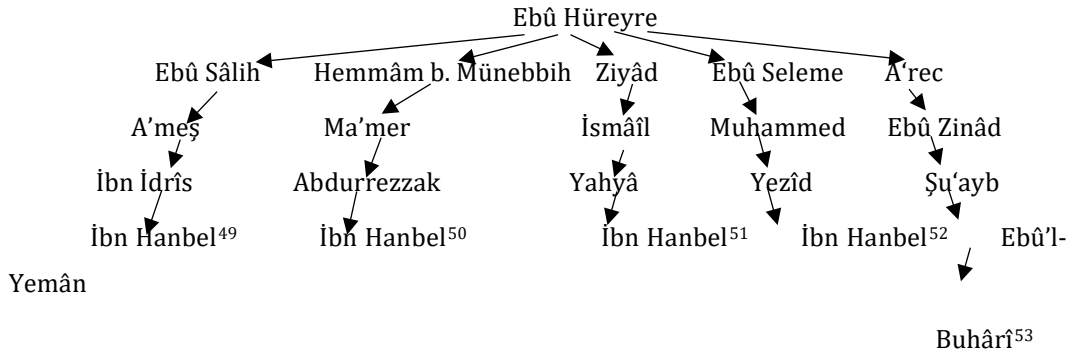 Ebû Hüreyre
Ebû Sâlih Hemmâm b. Münebbih Ziyâd Ebû Seleme A‘rec
A’meş Ma’mer İsmâîl Muhammed Ebû Zinâd
İbn İdrîs Abdurrezzak Yahyâ Yezîd Şu‘ayb
İbn Hanbel⁴⁹ İbn Hanbel⁵⁰ İbn Hanbel⁵¹ İbn Hanbel⁵² Ebû’l-
Yemân
Buhârî⁵³